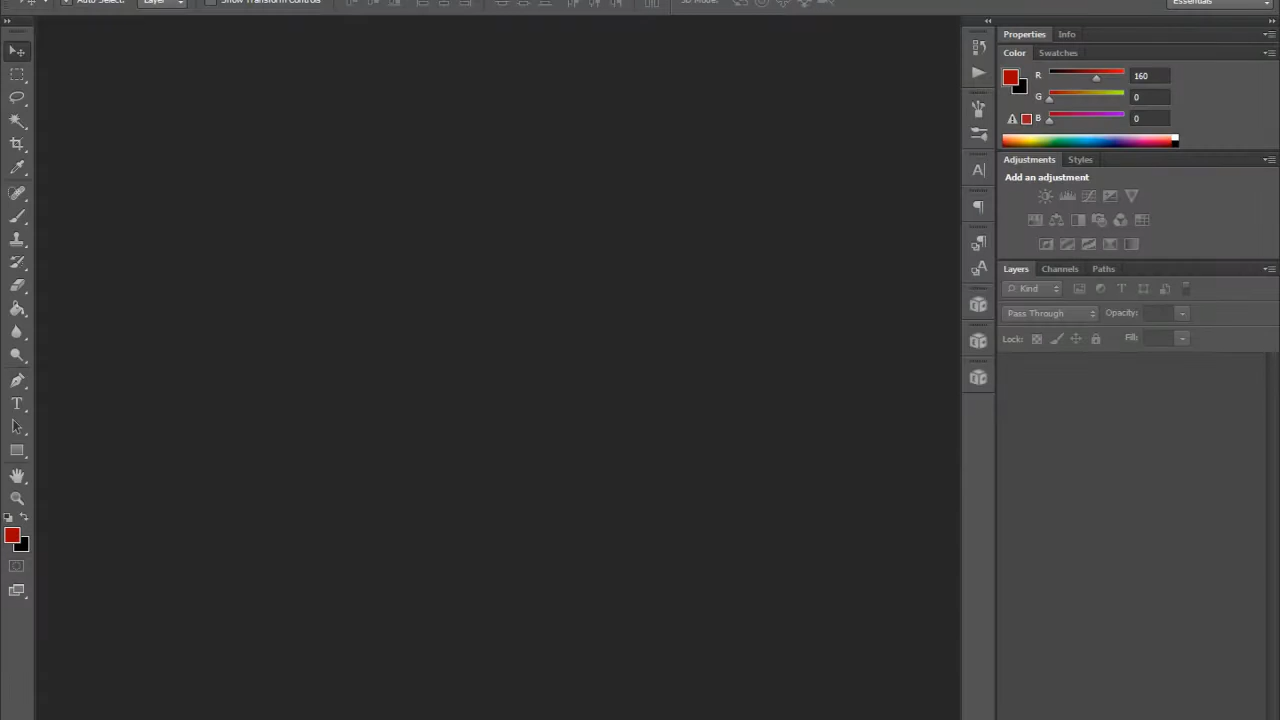 Auto Select: Layer Show Transform Controls 3D Mode: Essentials
Properties Info
Color Swatches
R 160
G 0
B 0
Adjustments Styles
Add an adjustment
Layers Channels Paths
Kind T
Pass Through Opacity:
Lock: Fill:
A
T